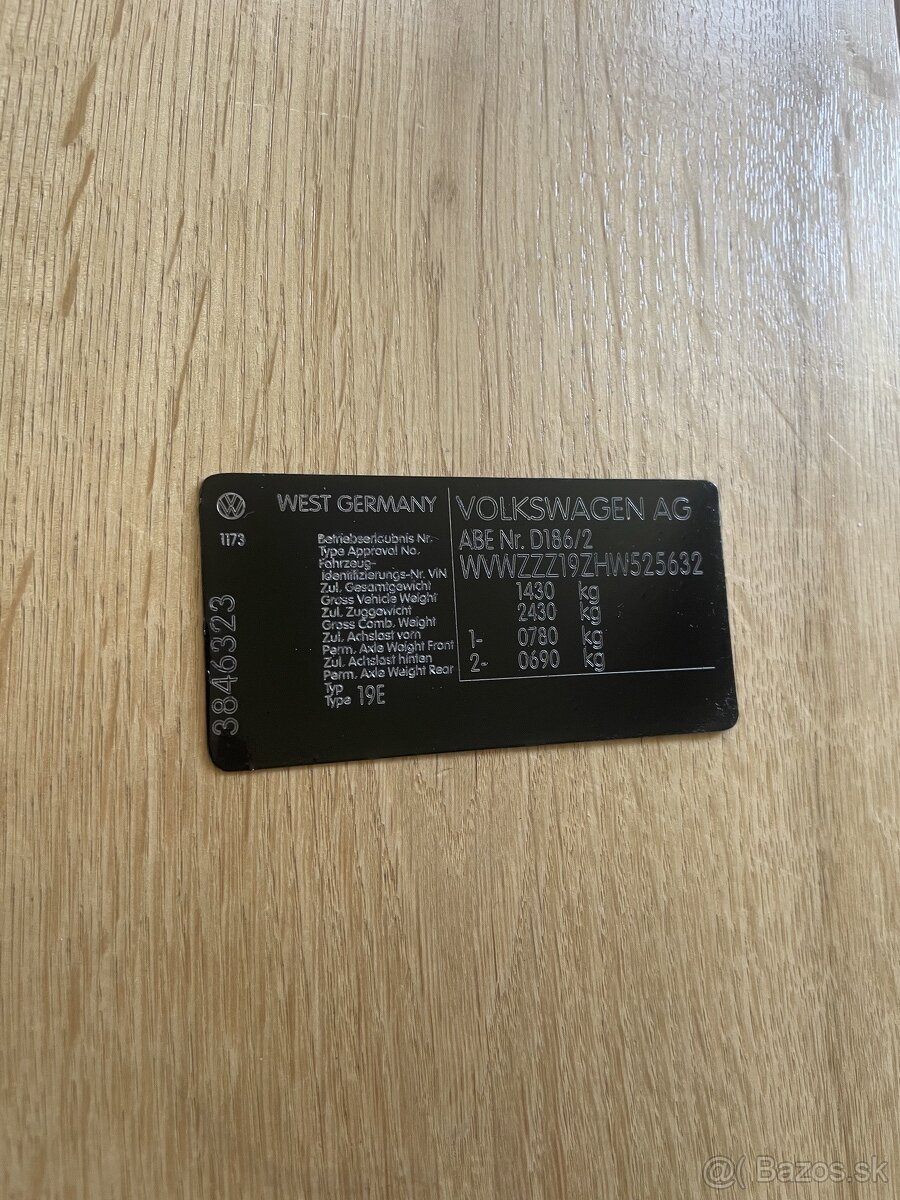 WEST GERMANY
1173
3846323
Betriebserlaubnis Nr.
Type Approval No.
Fahrzeug-
Identifizierungs-Nr. VIN
Zul. Gesamtgewicht
Gross Vehicle Weight
Zul. Zuggewicht
Gross Comb. Weight
Zul. Achslast vorn
Perm. Axle Weight Front
Zul. Achslast hinten
Perm. Axle Weight Rear
Typ
Type 19E
VOLKSWAGEN AG
ABE Nr. D186/2
WVWZZZ19ZHW525632
1430 kg
2430 kg
1- 0780 kg
2- 0690 kg
@ Bazos.sk